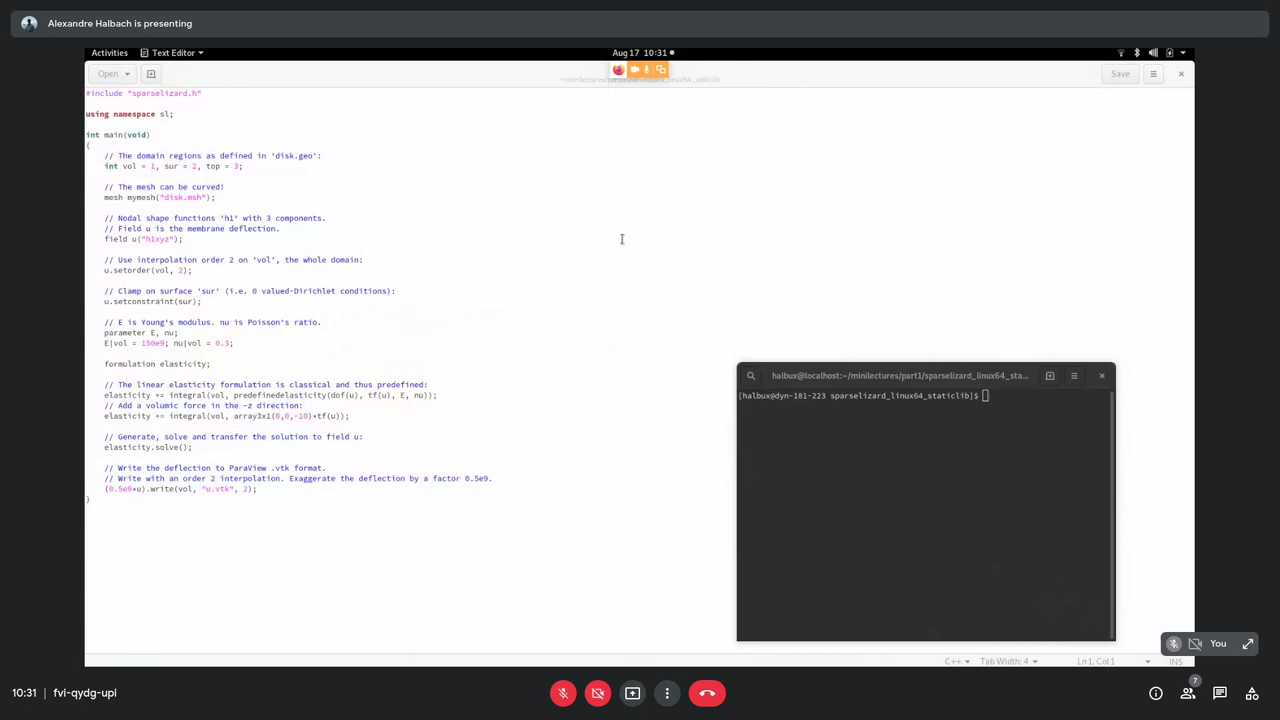 Alexandre Halbach is presenting
Activities Text Editor Aug 17 10:31
Open Save
#include "sparselizard.h"
using namespace sl;
int main(void)
{
// The domain regions as defined in 'disk.geo':
int vol = 1, sur = 2, top = 3;
// The mesh can be curved!
mesh mymesh("disk.msh");
// Nodal shape functions 'h1' with 3 components.
// Field u is the membrane deflection.
field u("h1xyz");
// Use interpolation order 2 on 'vol', the whole domain:
u.setorder(vol, 2);
// Clamp on surface 'sur' (i.e. 0 valued-Dirichlet conditions):
u.setconstraint(sur);
// E is Young's modulus. nu is Poisson's ratio.
parameter E, nu;
E|vol = 150e9; nu|vol = 0.3;
formulation elasticity;
// The linear elasticity formulation is classical and thus predefined:
elasticity += integral(vol, predefinedelasticity(dof(u), tf(u), E, nu));
// Add a volumic force in the -z direction:
elasticity += integral(vol, array3x1(0,0,-10)*tf(u));
// Generate, solve and transfer the solution to field u:
elasticity.solve();
// Write the deflection to ParaView .vtk format.
// Write with an order 2 interpolation. Exaggerate the deflection by a factor 0.5e9.
(0.5e9*u).write(vol, "u.vtk", 2);
}
halbux@localhost:~/minilectures/part1/sparselizard_linux64_sta...
[halbux@dyn-181-223 sparselizard_linux64_staticlib]$
You
C++ Tab Width: 4 Ln 1, Col 1 INS
10:31 fvi-qydg-upi
7